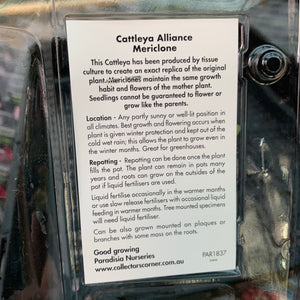 Cattleya Alliance
Mericlone
This Cattleya has been produced by tissue
culture to create an exact replica of the original
plant. Mericlones maintain the same growth
habit and flowers of the mother plant.
Seedlings cannot be guaranteed to flower or
grow like the parents.
Location - Any partly sunny or well-lit position
in all climates. Best growth and flowering occurs when
plant is given winter protection and kept out of the
cold wet rain; this allows the plant to grow even in
the winter months. Great for greenhouses.
Repotting - Repotting can be done once the plant
fills the pot. The plant can remain in pots many
years and roots can grow on the outsides of the
pot if liquid fertilisers are used.
Liquid fertilise occasionally in the warmer months
or use slow release fertilisers with occasional liquid
feeding in the warmer months. Tree mounted specimens
will need liquid fertiliser.
Can be also grown mounted on plaques or
branches with some moss on the roots.
Good growing
Paradisia Nurseries
www.collectorscorner.com.au
PAR1837